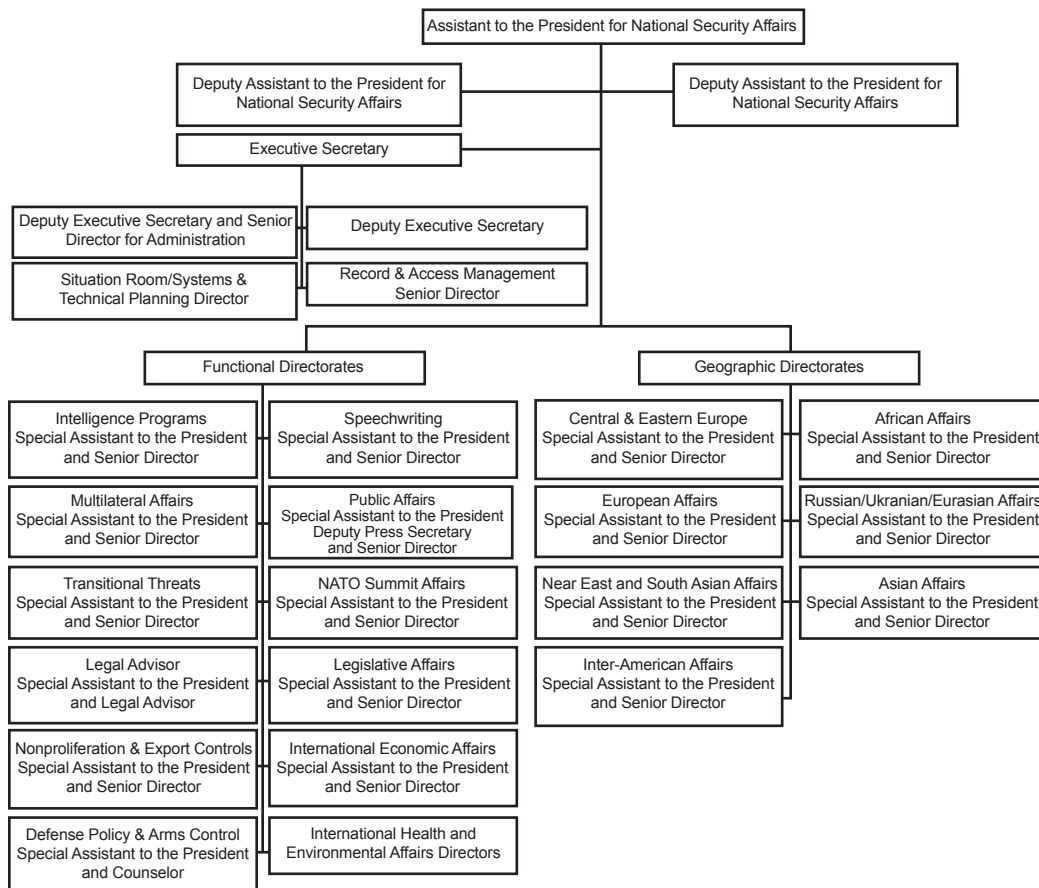 Assistant to the President for National Security Affairs
Deputy Assistant to the President for
National Security Affairs
Deputy Assistant to the President for
National Security Affairs
Executive Secretary
Deputy Executive Secretary and Senior
Director for Administration
Deputy Executive Secretary
Situation Room/Systems &
Technical Planning Director
Record & Access Management
Senior Director
Functional Directorates
Geographic Directorates
Intelligence Programs
Special Assistant to the President
and Senior Director
Speechwriting
Special Assistant to the President
and Senior Director
Central & Eastern Europe
Special Assistant to the President
and Senior Director
African Affairs
Special Assistant to the President
and Senior Director
Multilateral Affairs
Special Assistant to the President
and Senior Director
Public Affairs
Special Assistant to the President
Deputy Press Secretary
and Senior Director
European Affairs
Special Assistant to the President
and Senior Director
Russian/Ukranian/Eurasian Affairs
Special Assistant to the President
and Senior Director
Transitional Threats
Special Assistant to the President
and Senior Director
NATO Summit Affairs
Special Assistant to the President
and Senior Director
Near East and South Asian Affairs
Special Assistant to the President
and Senior Director
Asian Affairs
Special Assistant to the President
and Senior Director
Legal Advisor
Special Assistant to the President
and Legal Advisor
Legislative Affairs
Special Assistant to the President
and Senior Director
Inter-American Affairs
Special Assistant to the President
and Senior Director
Nonproliferation & Export Controls
Special Assistant to the President
and Senior Director
International Economic Affairs
Special Assistant to the President
and Senior Director
Defense Policy & Arms Control
Special Assistant to the President
and Counselor
International Health and
Environmental Affairs Directors